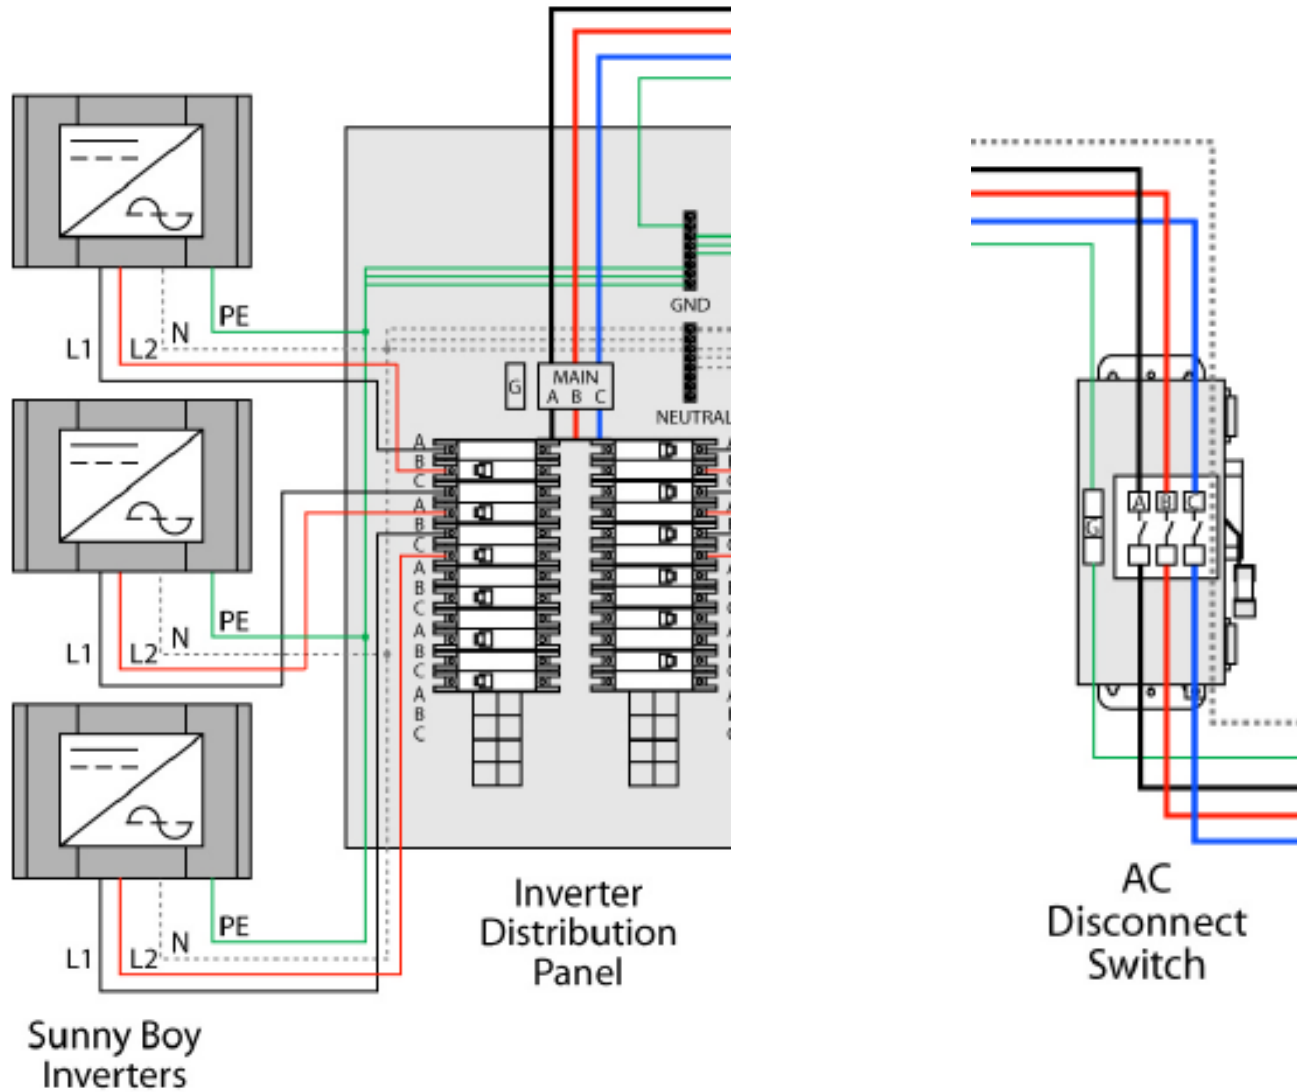 PE
N
L1
L2
PE
N
L1
L2
PE
N
L1
L2
Sunny Boy
Inverters
GND
G
MAIN
A B C
NEUTRAL
A
B
C
A
B
C
A
B
C
A
B
C
A
B
C
Inverter
Distribution
Panel
A B C
G
AC
Disconnect
Switch